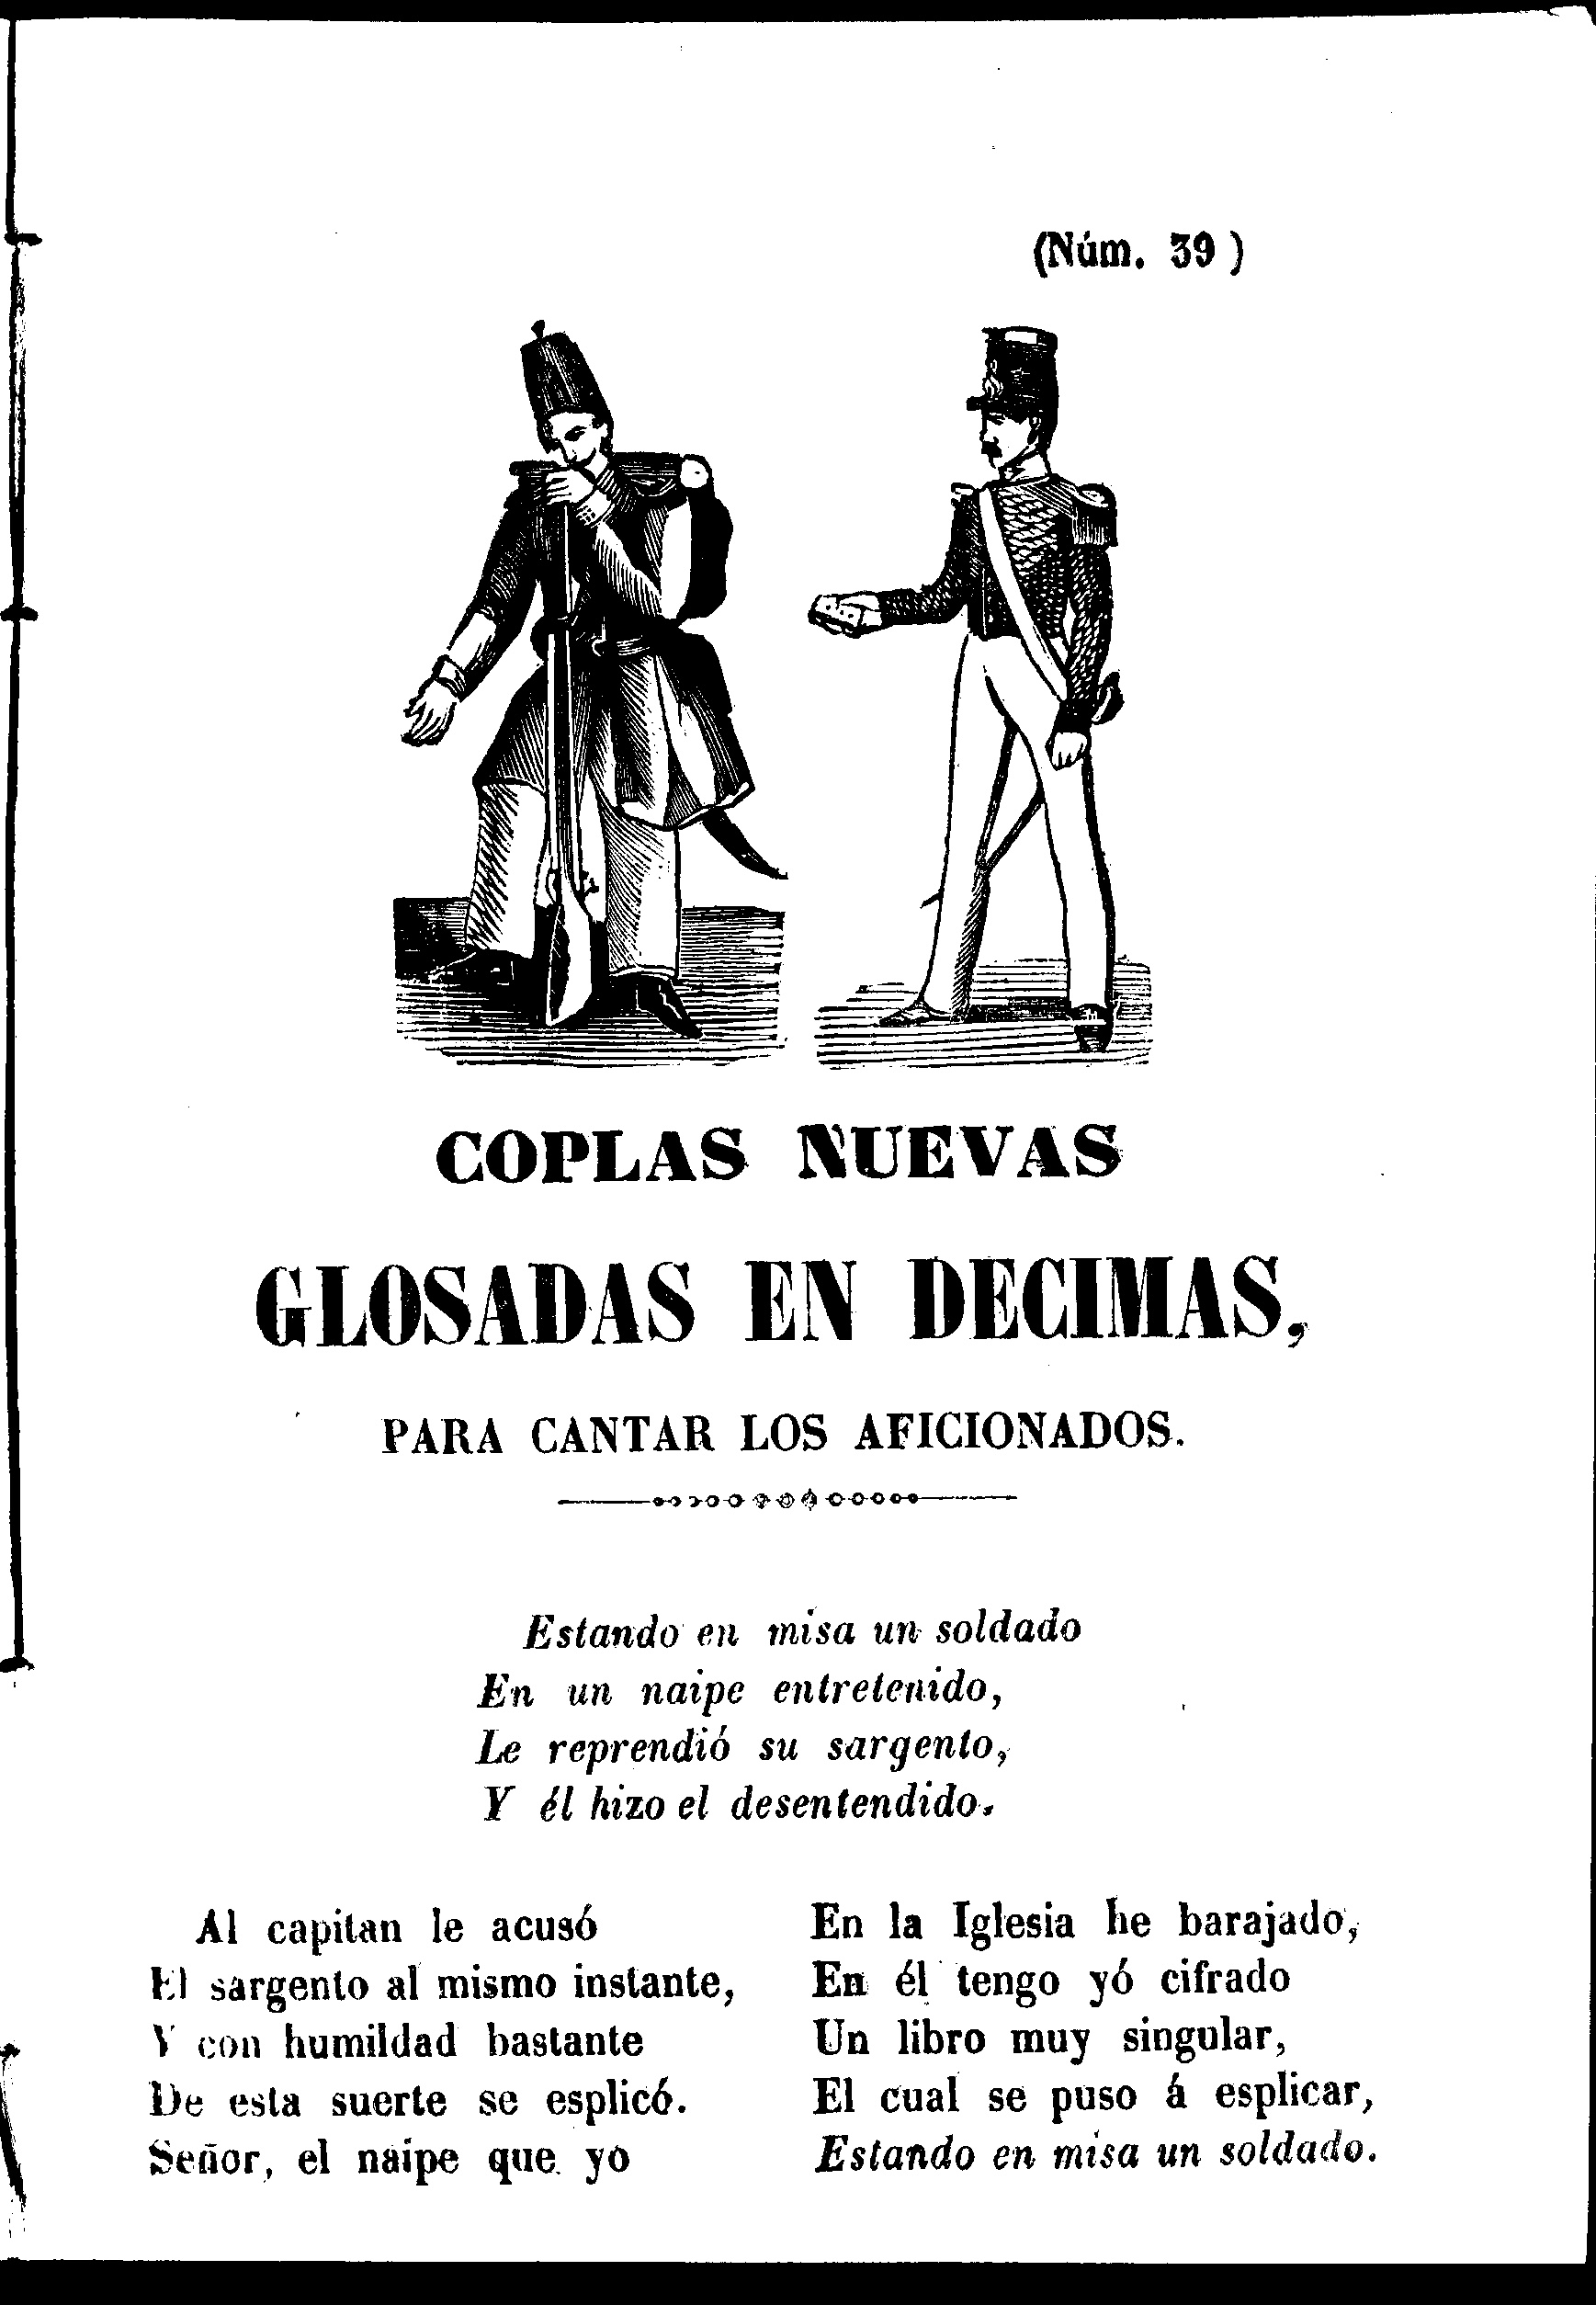 (Núm. 39 )
COPLAS NUEVAS
GLOSADAS EN DECIMAS,
PARA CANTAR LOS AFICIONADOS.
Estando en misa un soldado
En un naipe entretenido,
Le reprendió su sargento,
Y él hizo el desentendido.
Al capitan le acusó
El sargento al mismo instante,
Y con humildad bastante
De esta suerte se esplicó.
Señor, el naipe que yo
En la Iglesia he barajado,
En él tengo yó cifrado
Un libro muy singular,
El cual se puso á esplicar,
Estando en misa un soldado.